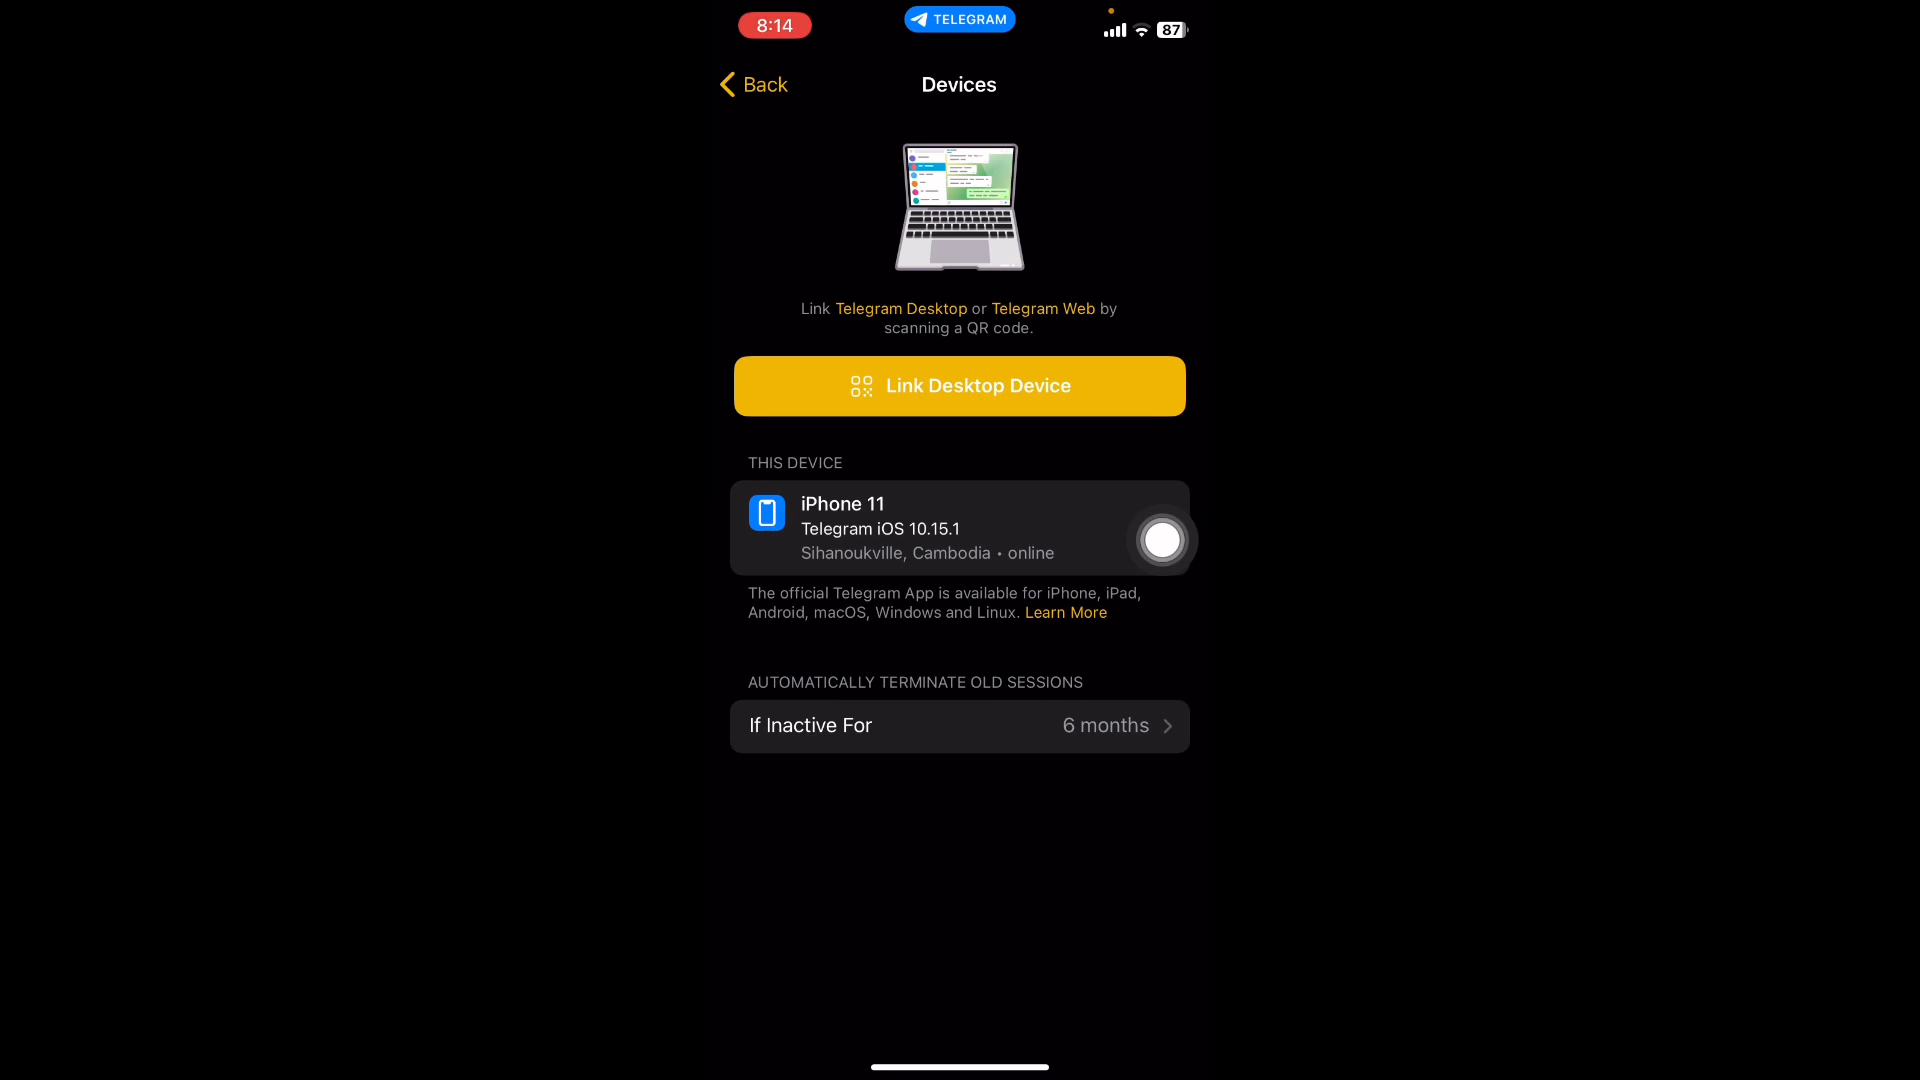 8:14
TELEGRAM
87
Back
Devices
Link Telegram Desktop or Telegram Web by
scanning a QR code.
Link Desktop Device
THIS DEVICE
iPhone 11
Telegram iOS 10.15.1
Sihanoukville, Cambodia • online
The official Telegram App is available for iPhone, iPad,
Android, macOS, Windows and Linux. Learn More
AUTOMATICALLY TERMINATE OLD SESSIONS
If Inactive For 6 months